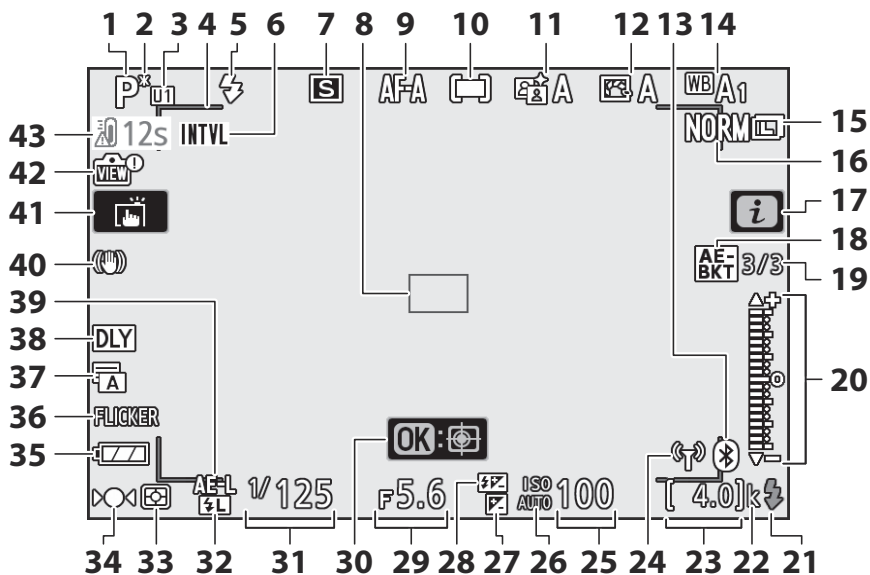 1 2 3 4 5 6 7 8 9 10 11 12 13 14
P* U1 S AF-A A A WB A1
43 12s INTVL NORM L 15
42 VIEW ! 16
41 i 17
18
40 AE-BKT 3/3 19
39
38 DLY
37 A 20
36 FLICKER
OK:
35
AE-L 1/125 F5.6 ISO AUTO 100 [ 4.0]k
L
34 33 32 31 30 29 28 27 26 25 24 23 22 21